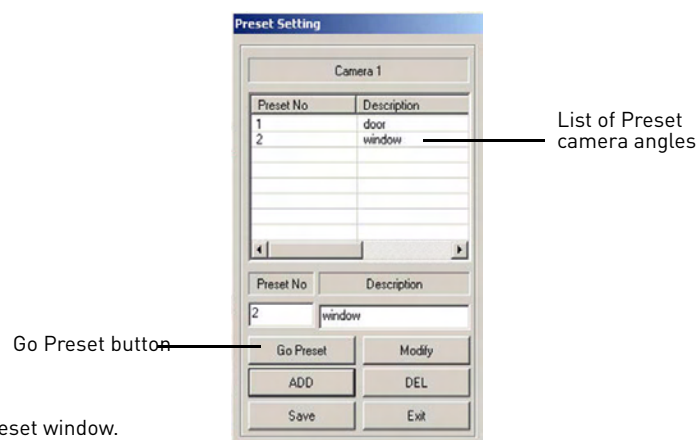 Preset Setting
Camera 1
Preset No Description
1 door
2 window
List of Preset
camera angles
Preset No Description
2 window
Go Preset button
Go Preset Modify
ADD DEL
Save Exit
window.